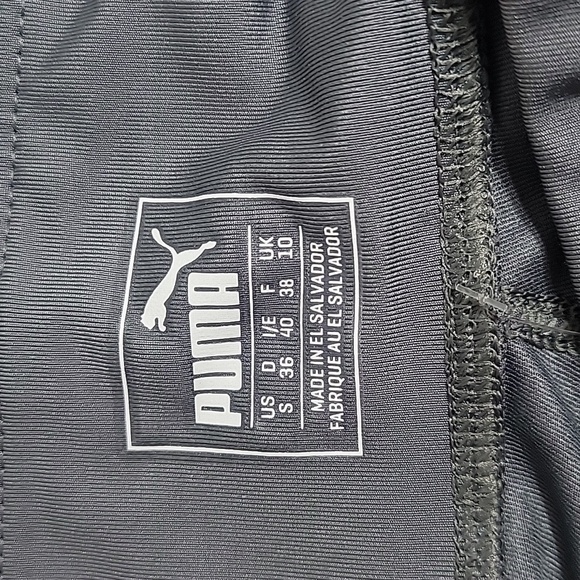 PUMA
US D I/E F UK
S 36 40 38 10
MADE IN EL SALVADOR
FABRIQUE AU EL SALVADOR